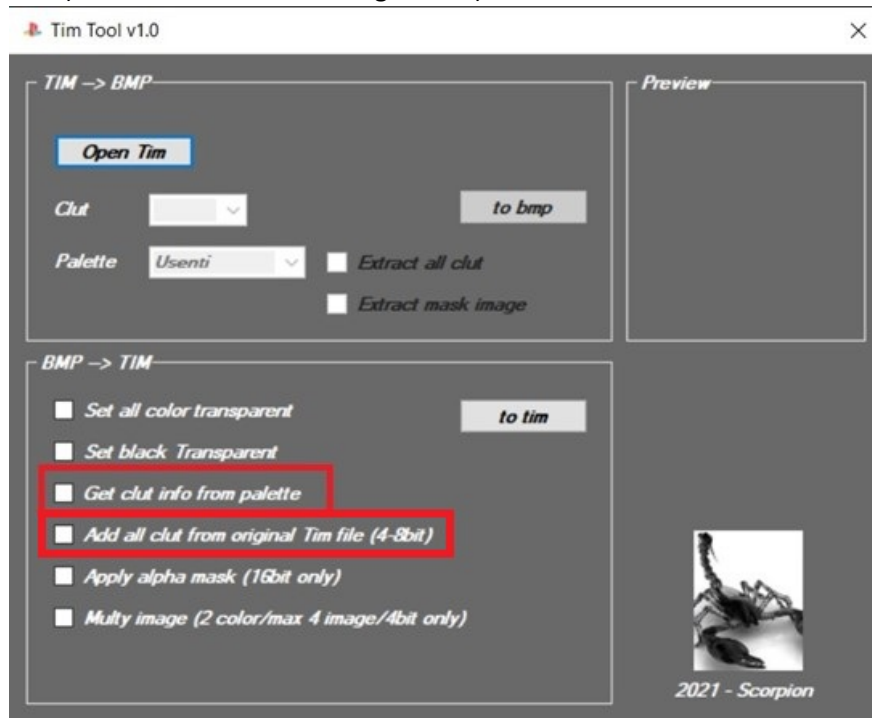 Tim Tool v1.0
TIM --> BMP
Preview
Open Tim
Clut
to bmp
Palette
Usenti
Extract all clut
Extract mask image
BMP --> TIM
Set all color transparent
to tim
Set black Transparent
Get clut info from palette
Add all clut from original Tim file (4-8bit)
Apply alpha mask (16bit only)
Multy image (2 color/max 4 image/4bit only)
2021 - Scorpion